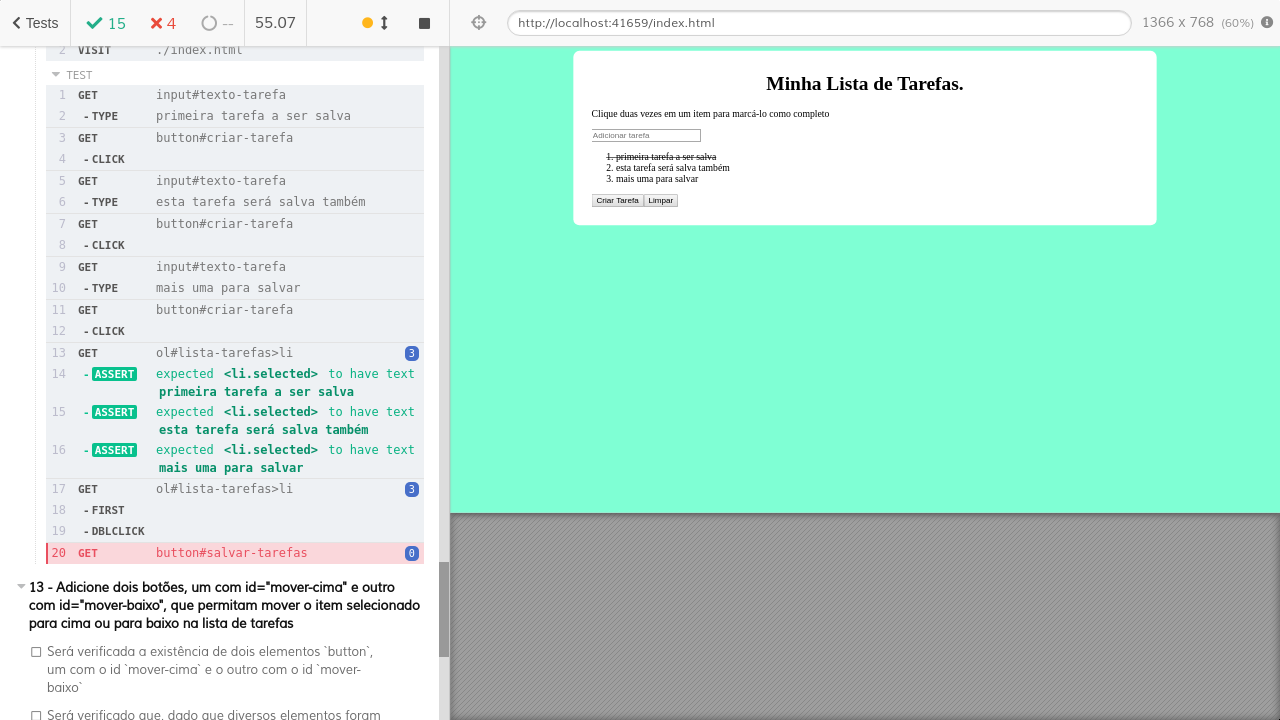 Tests 15 4 -- 55.07
2 VISIT ./index.html
TEST
1 GET input#texto-tarefa
2 -TYPE primeira tarefa a ser salva
3 GET button#criar-tarefa
4 -CLICK
5 GET input#texto-tarefa
6 -TYPE esta tarefa será salva também
7 GET button#criar-tarefa
8 -CLICK
9 GET input#texto-tarefa
10 -TYPE mais uma para salvar
11 GET button#criar-tarefa
12 -CLICK
13 GET ol#lista-tarefas>li 3
14 -ASSERT expected <li.selected> to have text
primeira tarefa a ser salva
15 -ASSERT expected <li.selected> to have text
esta tarefa será salva também
16 -ASSERT expected <li.selected> to have text
mais uma para salvar
17 GET ol#lista-tarefas>li 3
18 -FIRST
19 -DBLCLICK
20 GET button#salvar-tarefas 0
13 - Adicione dois botões, um com id="mover-cima" e outro
com id="mover-baixo", que permitam mover o item selecionado
para cima ou para baixo na lista de tarefas
Será verificada a existência de dois elementos `button`,
um com o id `mover-cima` e o outro com o id `mover-
baixo`
Será verificado que, dado que diversos elementos foram
http://localhost:41659/index.html 1366 x 768 (60%)
Minha Lista de Tarefas.
Clique duas vezes em um item para marcá-lo como completo
Adicionar tarefa
1. primeira tarefa a ser salva
2. esta tarefa será salva também
3. mais uma para salvar
Criar Tarefa Limpar